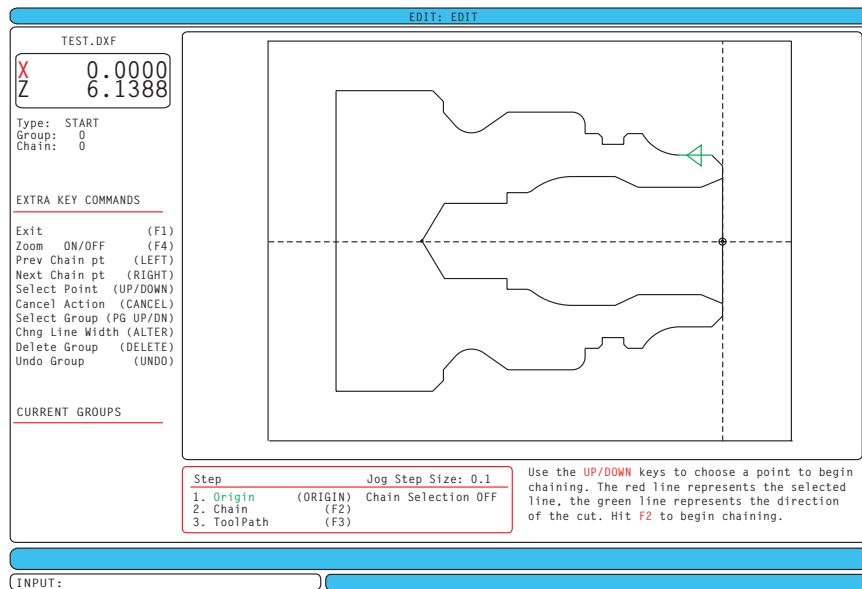 EDIT: EDIT
TEST.DXF
X 0.0000
Z 6.1388
Type: START
Group: 0
Chain: 0
EXTRA KEY COMMANDS
Exit (F1)
Zoom ON/OFF (F4)
Prev Chain pt (LEFT)
Next Chain pt (RIGHT)
Select Point (UP/DOWN)
Cancel Action (CANCEL)
Select Group (PG UP/DN)
Chng Line Width (ALTER)
Delete Group (DELETE)
Undo Group (UNDO)
CURRENT GROUPS
Step Jog Step Size: 0.1
1. Origin (ORIGIN) Chain Selection OFF
2. Chain (F2)
3. ToolPath (F3)
Use the UP/DOWN keys to choose a point to begin
chaining. The red line represents the selected
line, the green line represents the direction
of the cut. Hit F2 to begin chaining.
INPUT: